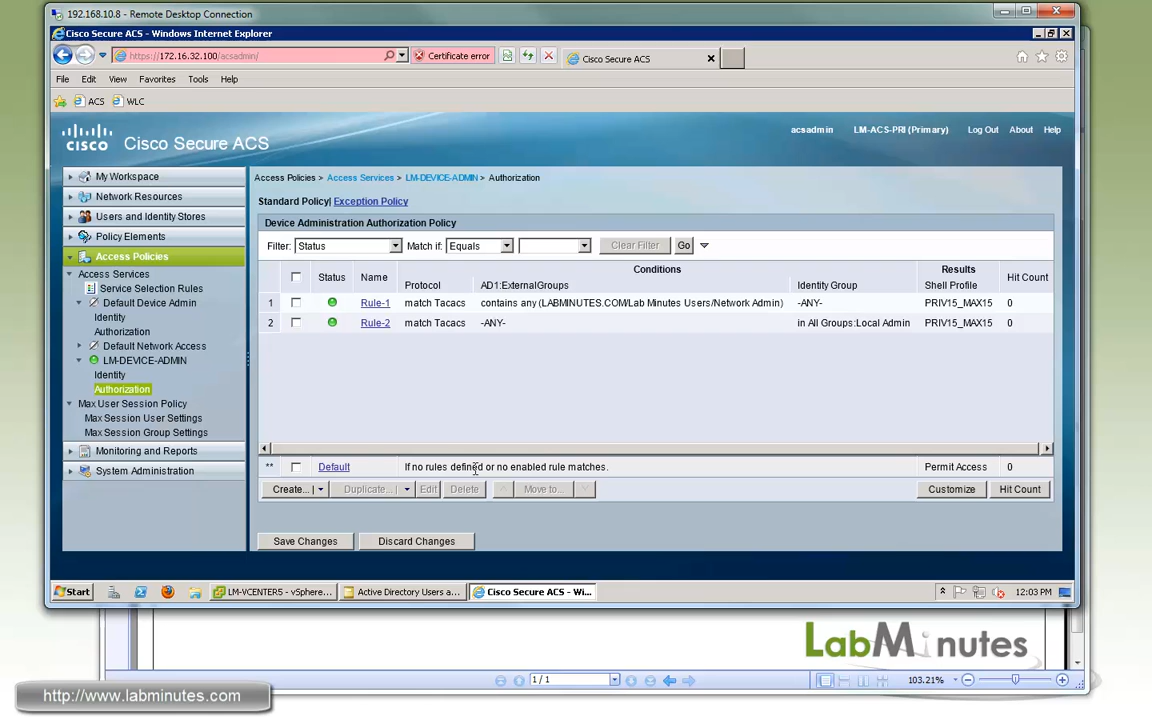 192.168.10.8 - Remote Desktop Connection
Cisco Secure ACS - Windows Internet Explorer
https://172.16.32.100/acsadmin/
Certificate error
Cisco Secure ACS
File Edit View Favorites Tools Help
ACS WLC
CISCO Cisco Secure ACS
acsadmin LM-ACS-PRI (Primary) Log Out About Help
My Workspace
Network Resources
Users and Identity Stores
Policy Elements
Access Policies
Access Services
Service Selection Rules
Default Device Admin
Identity
Authorization
Default Network Access
LM-DEVICE-ADMIN
Identity
Authorization
Max User Session Policy
Max Session User Settings
Max Session Group Settings
Monitoring and Reports
System Administration
Access Policies > Access Services > LM-DEVICE-ADMIN > Authorization
Standard Policy| Exception Policy
Device Administration Authorization Policy
Filter: Status Match if: Equals Clear Filter Go
Status Name Conditions Results Hit Count
Protocol AD1:ExternalGroups Identity Group Shell Profile
1 Rule-1 match Tacacs contains any (LABMINUTES.COM/Lab Minutes Users/Network Admin) -ANY- PRIV15_MAX15 0
2 Rule-2 match Tacacs -ANY- in All Groups:Local Admin PRIV15_MAX15 0
** Default If no rules defined or no enabled rule matches. Permit Access 0
Create... | Duplicate... | Edit Delete Move to... Customize Hit Count
Save Changes Discard Changes
Start LM-VCENTER5 - vSphere... Active Directory Users a... Cisco Secure ACS - Wi... 12:03 PM
LabMinutes
1 / 1 103.21%
http://www.labminutes.com